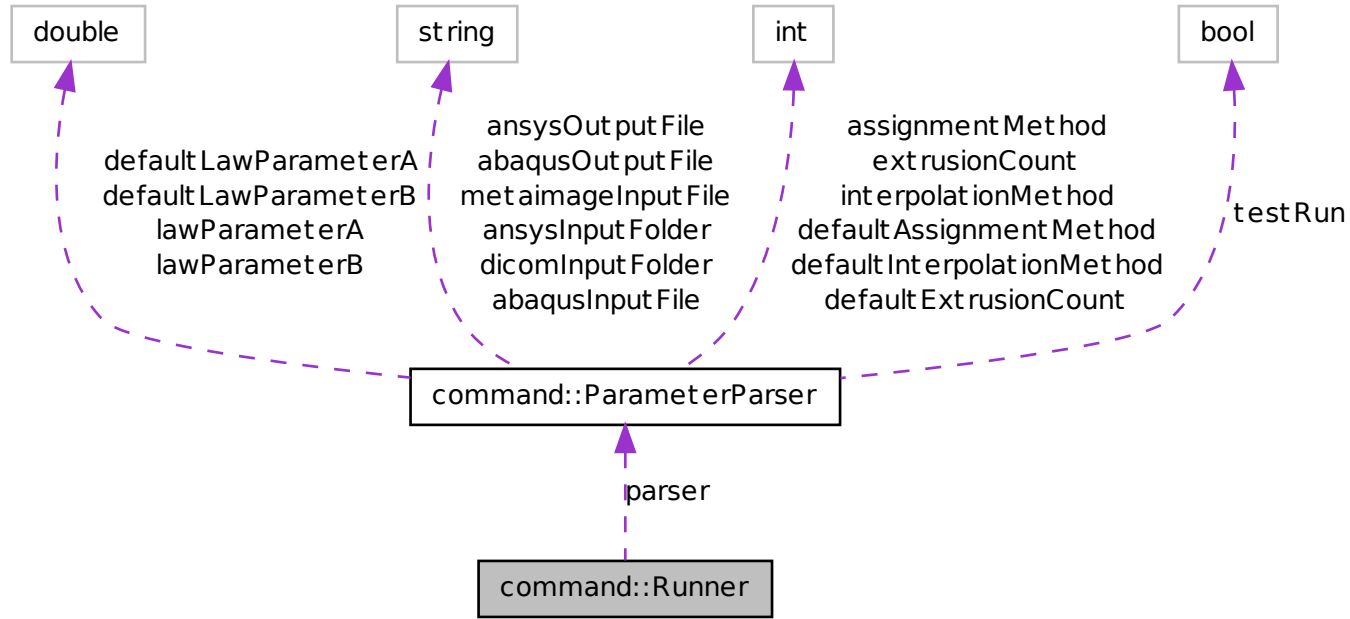 double
string
int
bool
defaultLawParameterA
defaultLawParameterB
lawParameterA
lawParameterB
ansysOutputFile
abaqusOutputFile
metaimageInputFile
ansysInputFolder
dicomInputFolder
abaqusInputFile
assignmentMethod
extrusionCount
interpolationMethod
defaultAssignmentMethod
defaultInterpolationMethod
defaultExtrusionCount
testRun
command::ParameterParser
parser
command::Runner